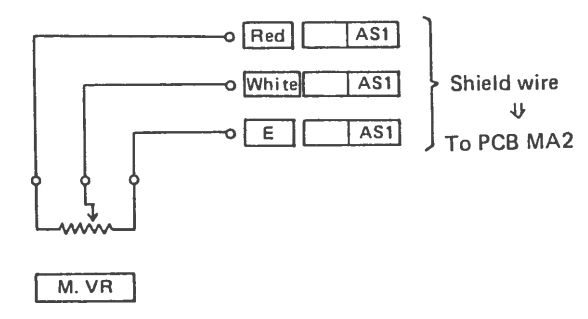 Red AS1
White AS1
E AS1
Shield wire
⇓
To PCB MA2
M. VR